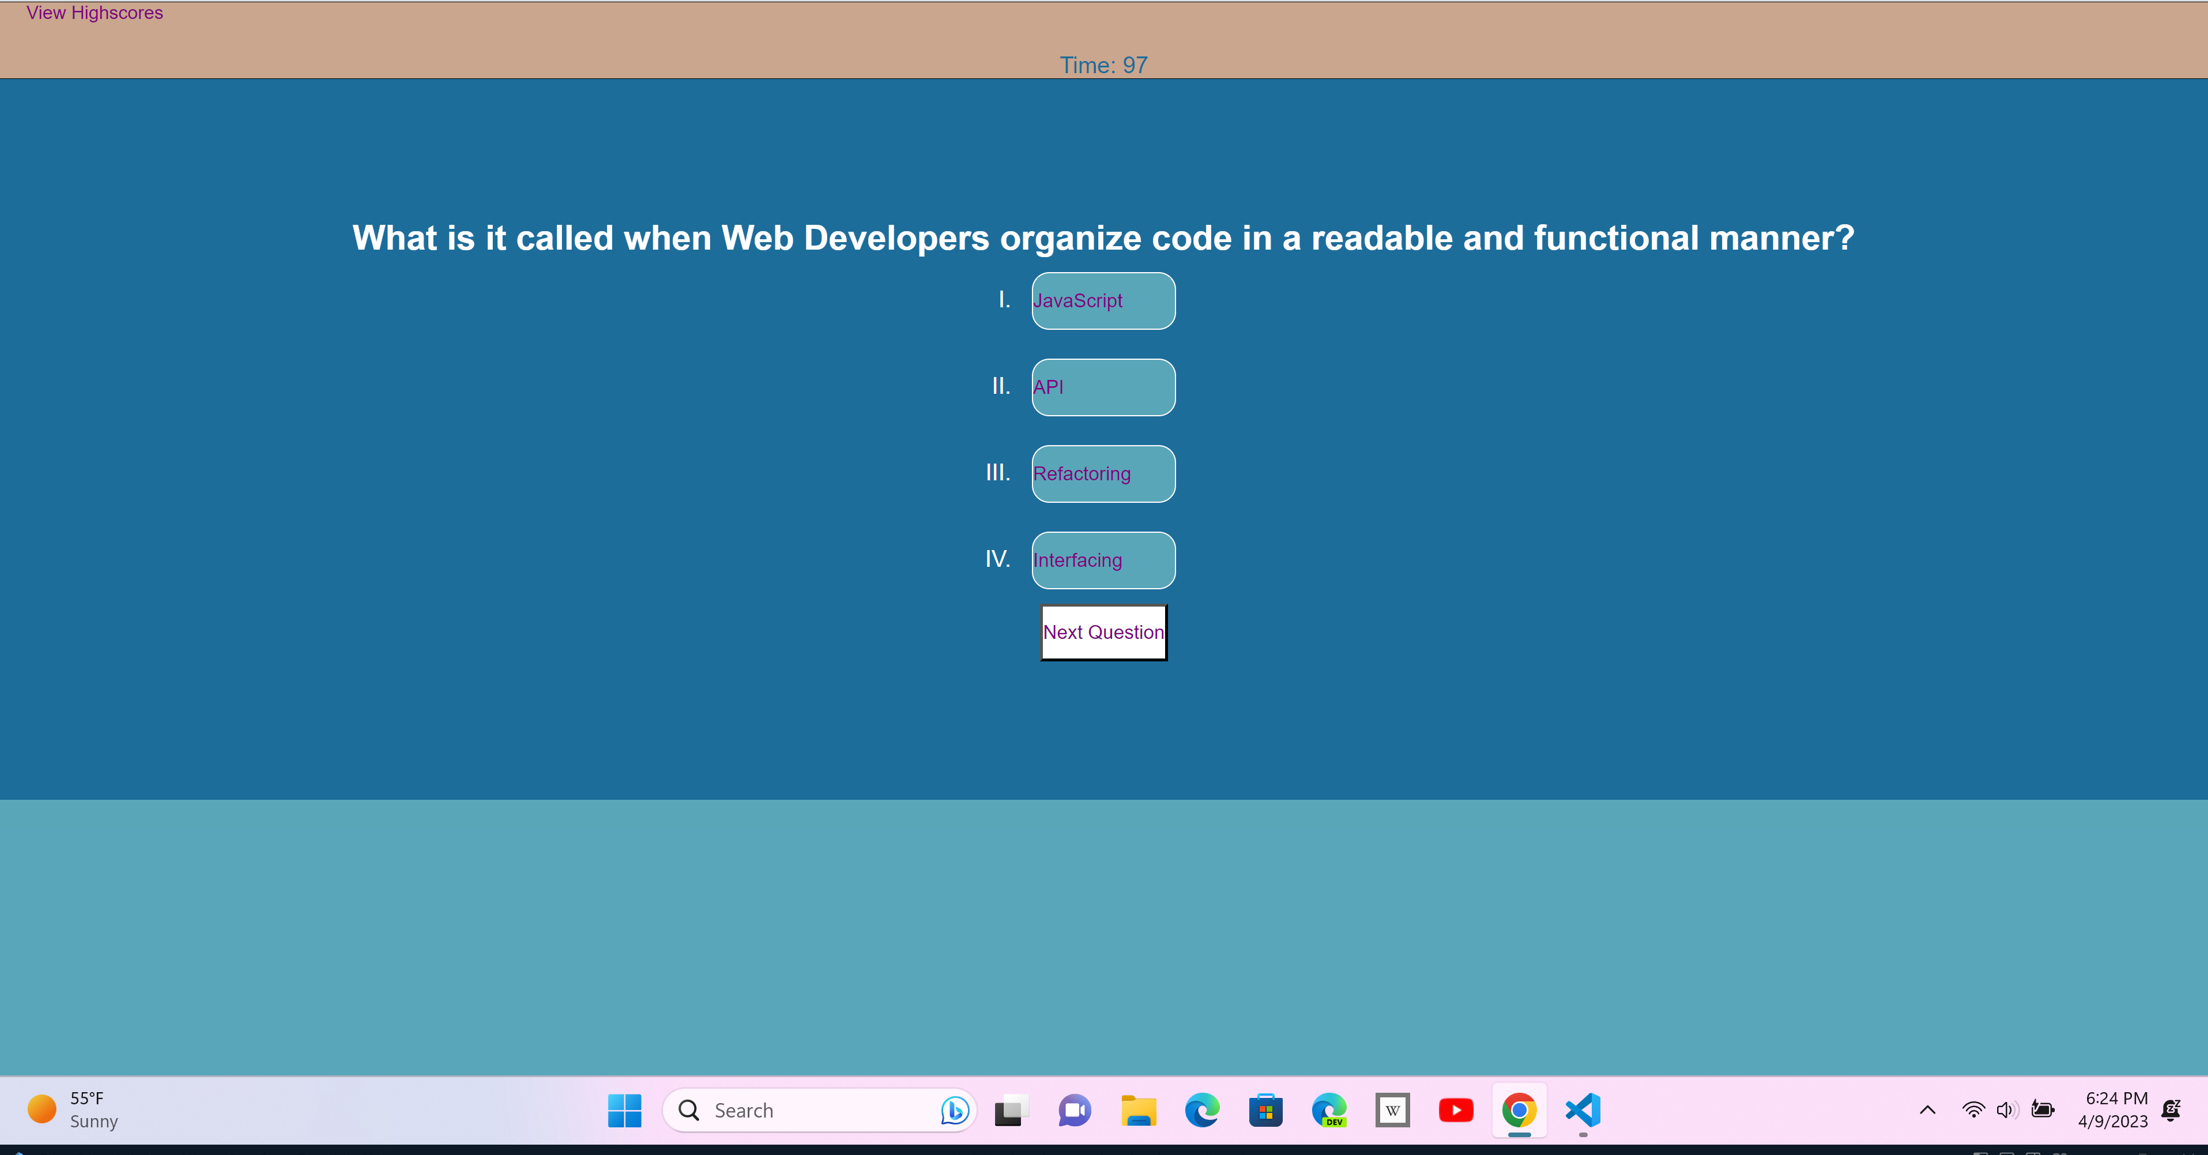 View Highscores
Time: 97
What is it called when Web Developers organize code in a readable and functional manner?
I. JavaScript
II. API
III. Refactoring
IV. Interfacing
Next Question
55°F
Sunny
Search
DEV
W
6:24 PM
4/9/2023